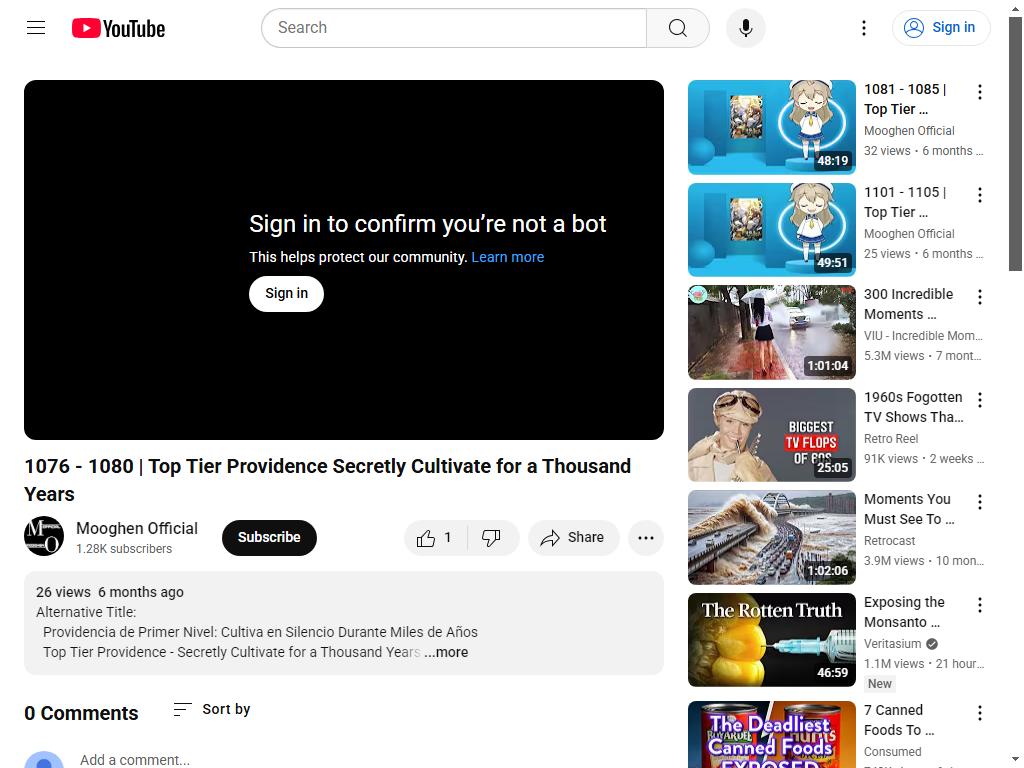 YouTube
Search
Sign in
Sign in to confirm you’re not a bot
This helps protect our community. Learn more
Sign in
1076 - 1080 | Top Tier Providence Secretly Cultivate for a Thousand
Years
Mooghen Official
1.28K subscribers
Subscribe
1
Share
26 views 6 months ago
Alternative Title:
Providencia de Primer Nivel: Cultiva en Silencio Durante Miles de Años
Top Tier Providence - Secretly Cultivate for a Thousand Years ...more
0 Comments
Sort by
Add a comment...
48:19
1081 - 1085 |
Top Tier ...
Mooghen Official
32 views • 6 months ...
49:51
1101 - 1105 |
Top Tier ...
Mooghen Official
25 views • 6 months ...
1:01:04
300 Incredible
Moments ...
VIU - Incredible Mom...
5.3M views • 7 mont...
BIGGEST
TV FLOPS
OF 60S
25:05
1960s Fogotten
TV Shows Tha...
Retro Reel
91K views • 2 weeks ...
1:02:06
Moments You
Must See To ...
Retrocast
3.9M views • 10 mon...
The Rotten Truth
46:59
Exposing the
Monsanto ...
Veritasium
1.1M views • 21 hour...
New
The Deadliest
Canned Foods
EXPOSED
7 Canned
Foods To ...
Consumed